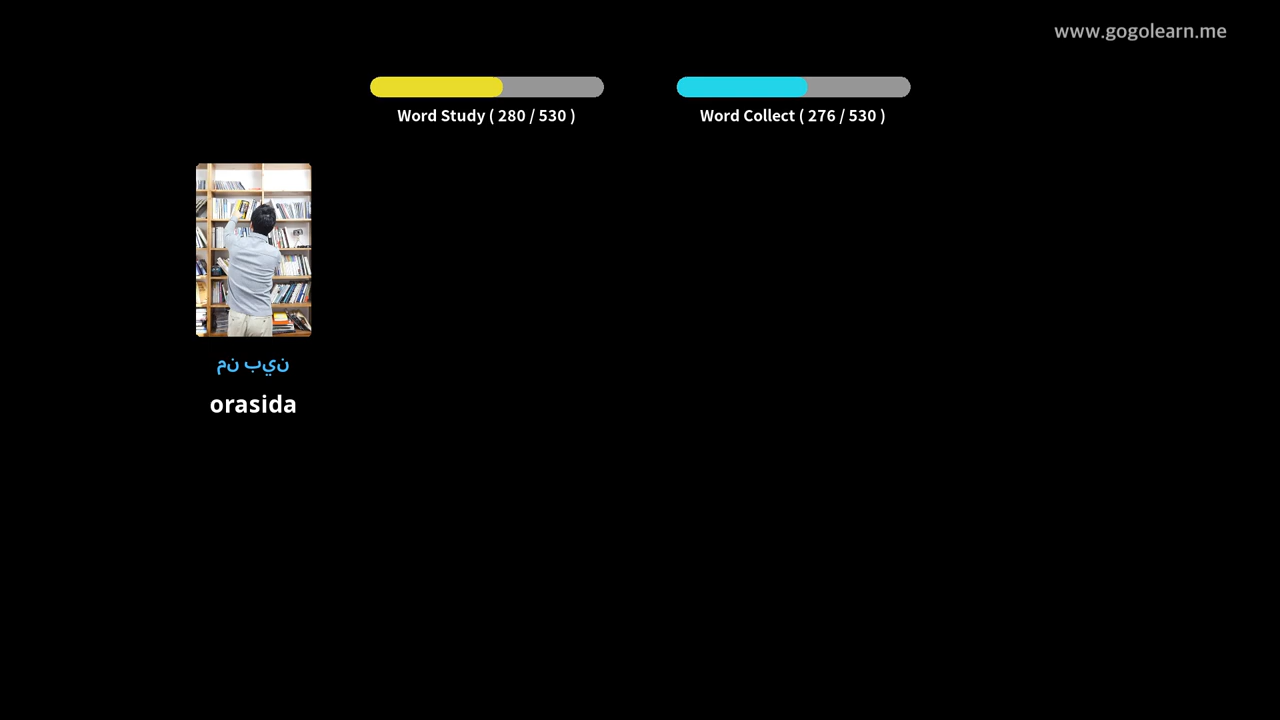 www.gogolearn.me
Word Study ( 280 / 530 )
Word Collect ( 276 / 530 )
من بين
orasida